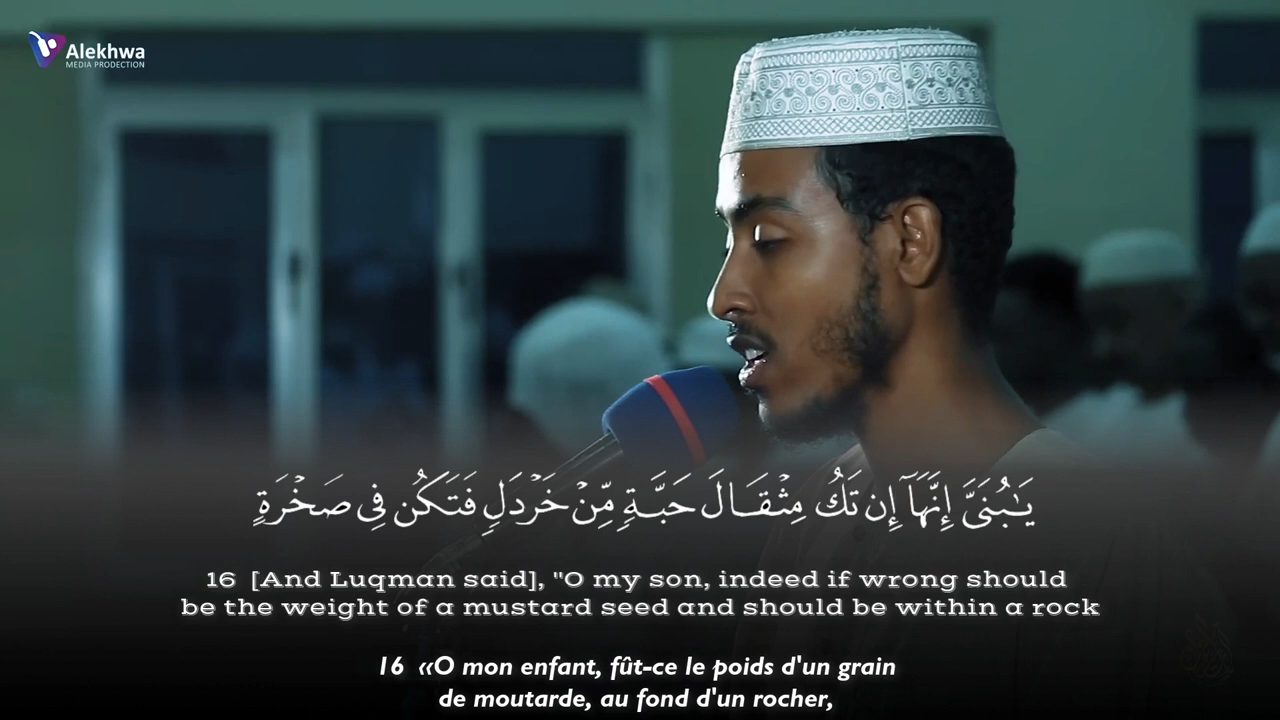 Alekhwa
MEDIA PRODECTION
يَـٰبُنَىَّ إِنَّهَآ إِن تَكُ مِثْقَـالَ حَبَّـةٍ مِّنْ خَرْدَلٍ فَتَكُن فِى صَخْرَةٍ
16 [And Luqman said], "O my son, indeed if wrong should
be the weight of a mustard seed and should be within a rock
16 «O mon enfant, fût-ce le poids d'un grain
de moutarde, au fond d'un rocher,